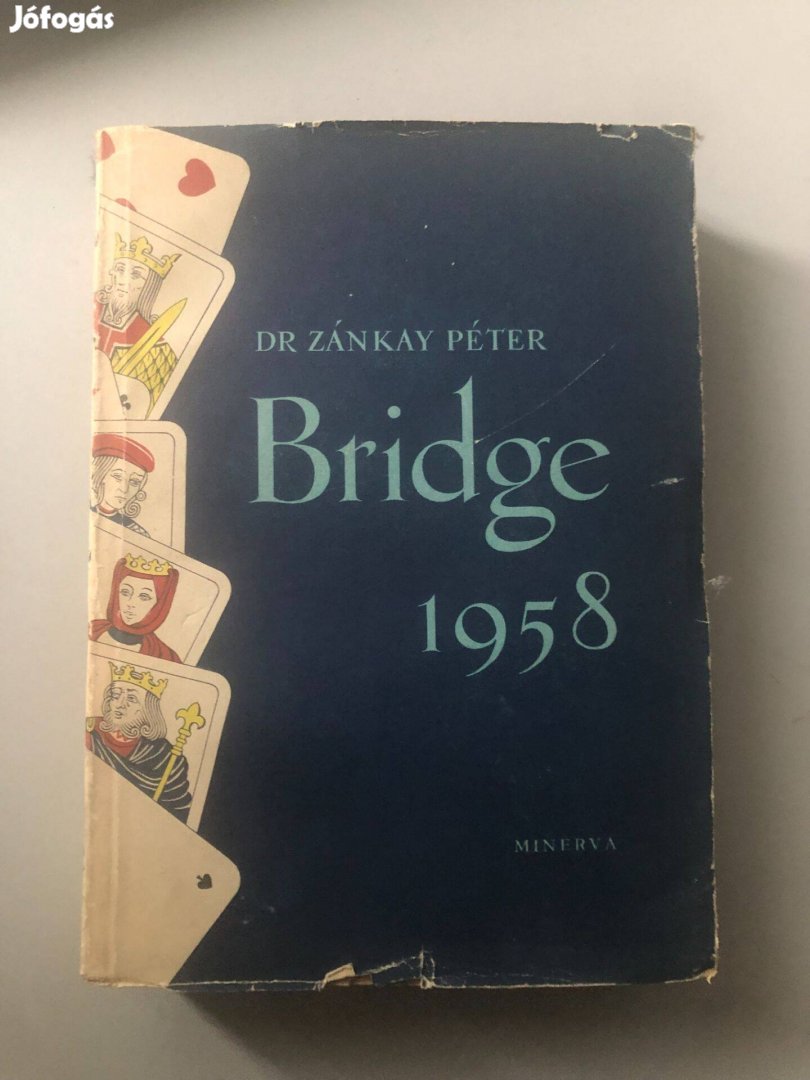 Jófogás
DR ZÁNKAY PÉTER
Bridge
1958
MINERVA